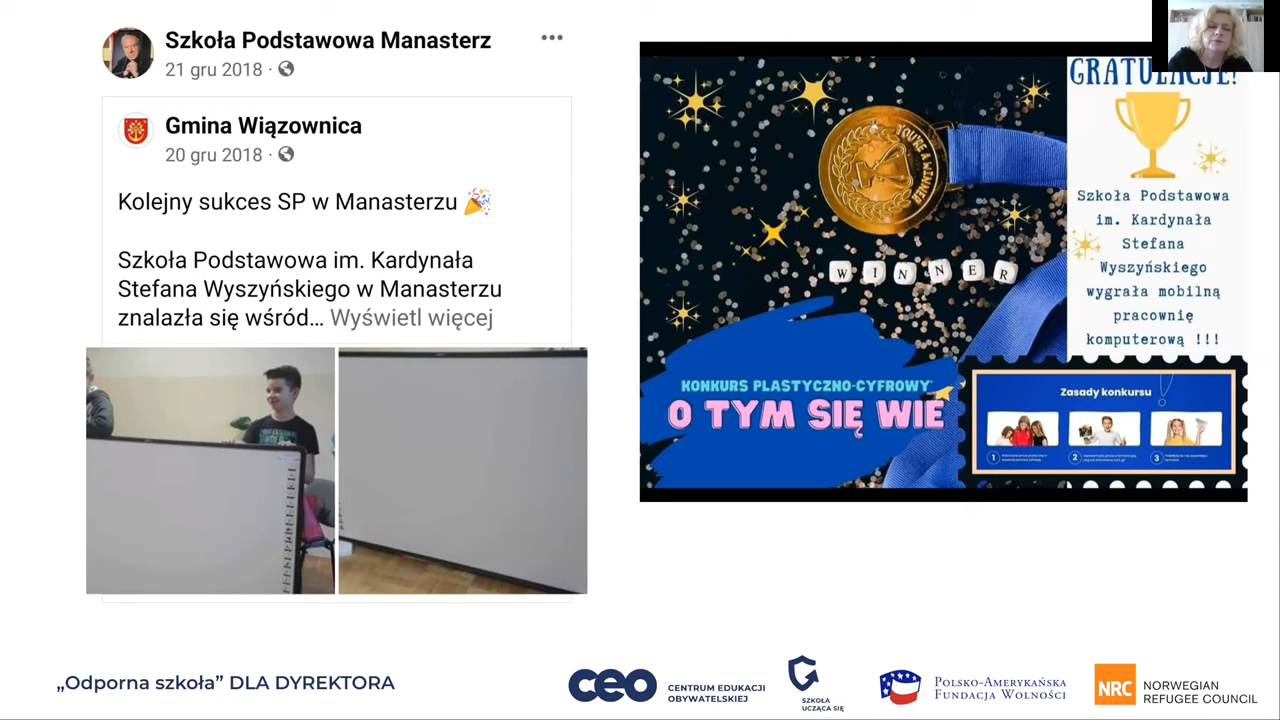 Szkoła Podstawowa Manasterz
21 gru 2018 ·
Gmina Wiązownica
20 gru 2018 ·
Kolejny sukces SP w Manasterzu 🎉
Szkoła Podstawowa im. Kardynała
Stefana Wyszyńskiego w Manasterzu
znalazła się wśród... Wyświetl więcej
GRATULACJE!
YOU'RE A WINNER
WINNER
Szkoła Podstawowa
im. Kardynała
Stefana
Wyszyńskiego
wygrała mobilną
pracownię
komputerową !!!
KONKURS PLASTYCZNO-CYFROWY
O TYM SIĘ WIE
Zasady konkursu
1
2
3
„Odporna szkoła” DLA DYREKTORA
ceo CENTRUM EDUKACJI
OBYWATELSKIEJ
SZKOŁA
UCZĄCA SIĘ
POLSKO-AMERYKAŃSKA
FUNDACJA WOLNOŚCI
NRC NORWEGIAN
REFUGEE COUNCIL